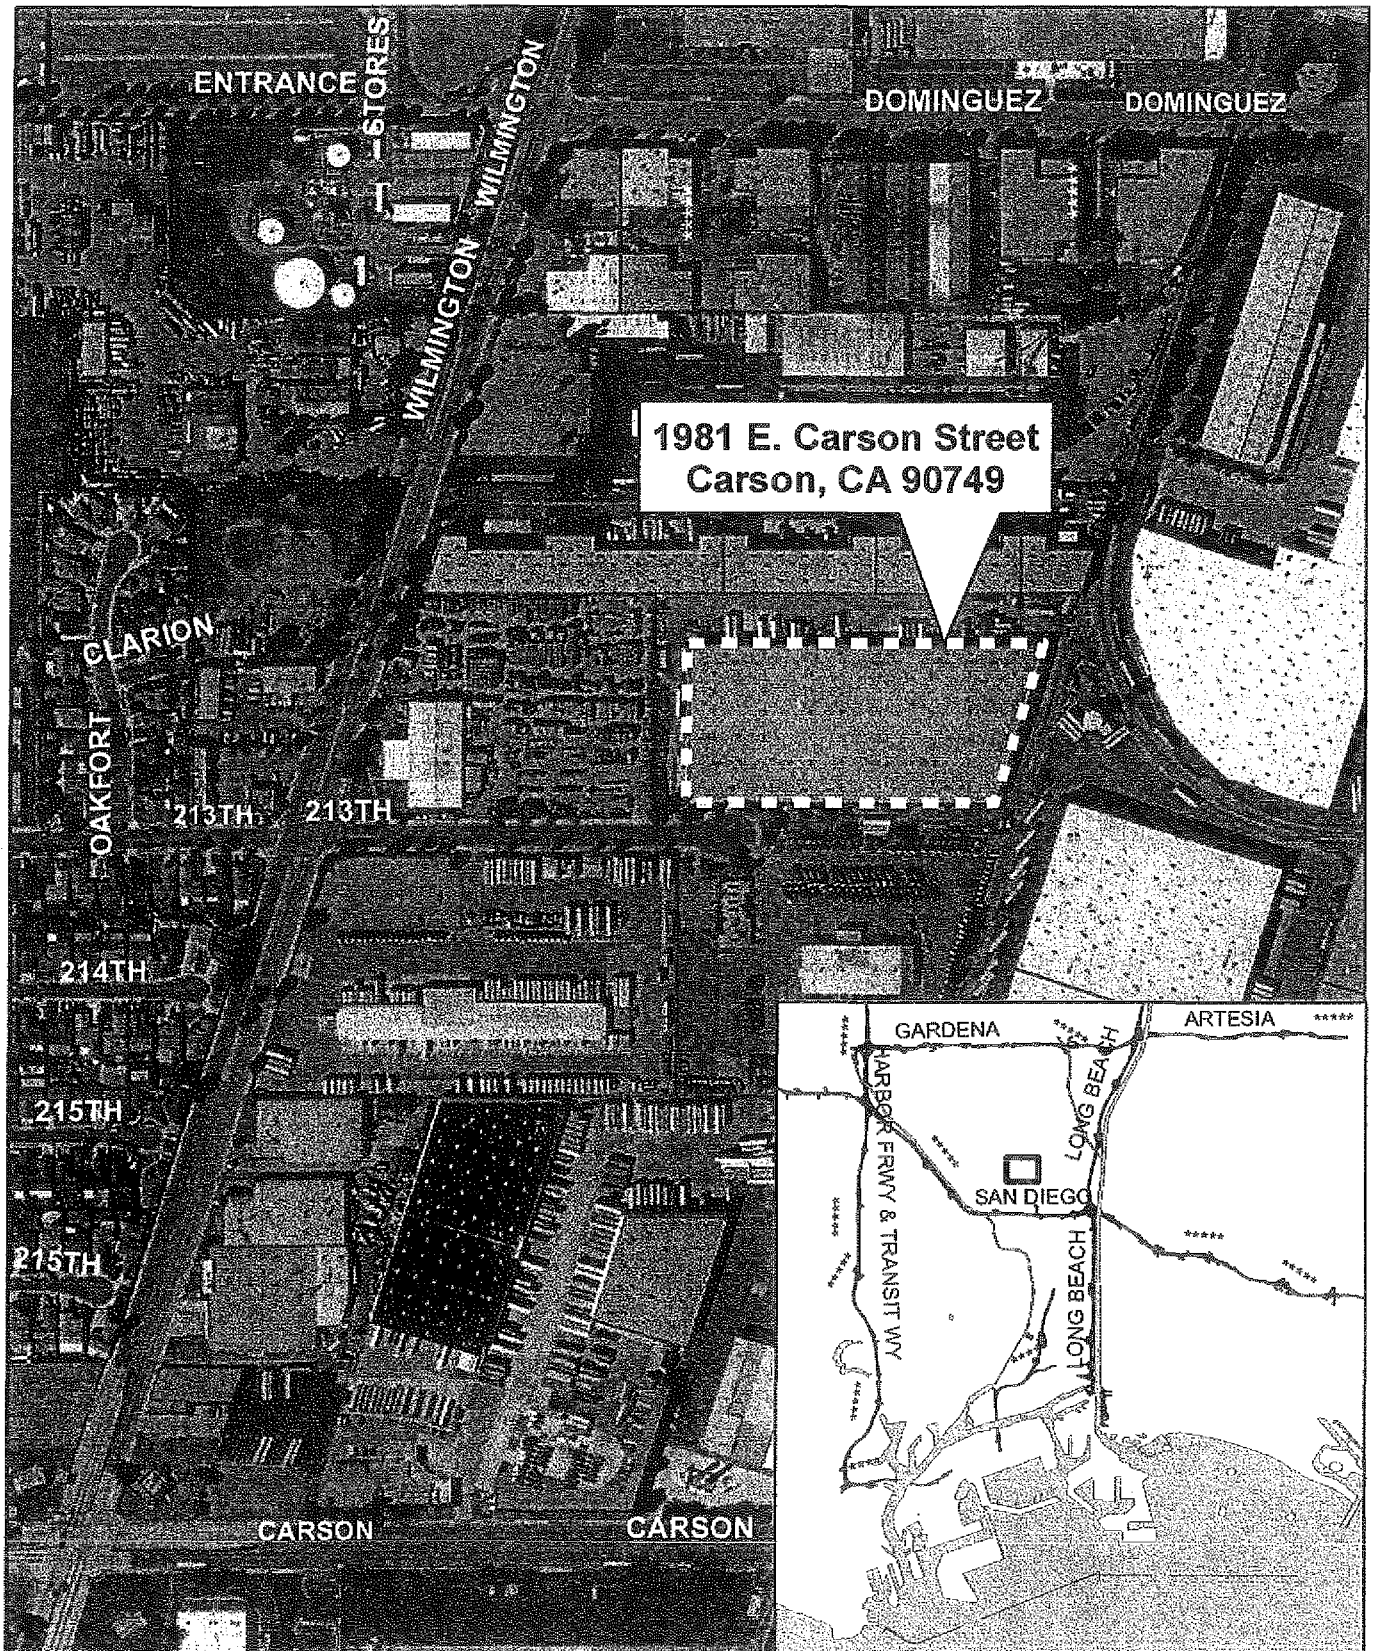 ENTRANCE
STORES
WILMINGTON
DOMINGUEZ
DOMINGUEZ
WILMINGTON
WILMINGTON
1981 E. Carson Street
Carson, CA 90749
CLARION
OAKFORT
213TH
213TH
214TH
215TH
215TH
CARSON
CARSON
*****
GARDENA
*****
ARTESIA
*****
LONG BEACH
HARBOR FRWY & TRANSIT WY
*****
SAN DIEGO
*****
*****
*****
*****
LONG BEACH
*****
*****
*****